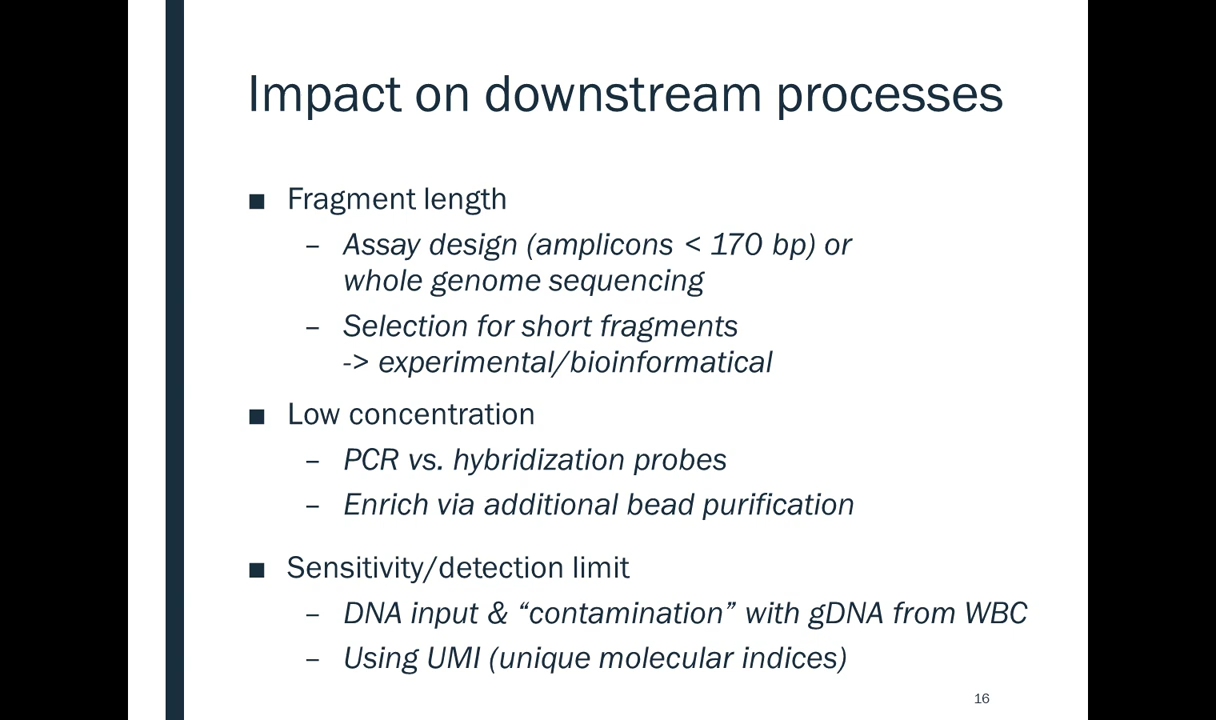 Impact on downstream processes
■ Fragment length
– Assay design (amplicons < 170 bp) or
whole genome sequencing
– Selection for short fragments
-> experimental/bioinformatical
■ Low concentration
– PCR vs. hybridization probes
– Enrich via additional bead purification
■ Sensitivity/detection limit
– DNA input & “contamination” with gDNA from WBC
– Using UMI (unique molecular indices)
16